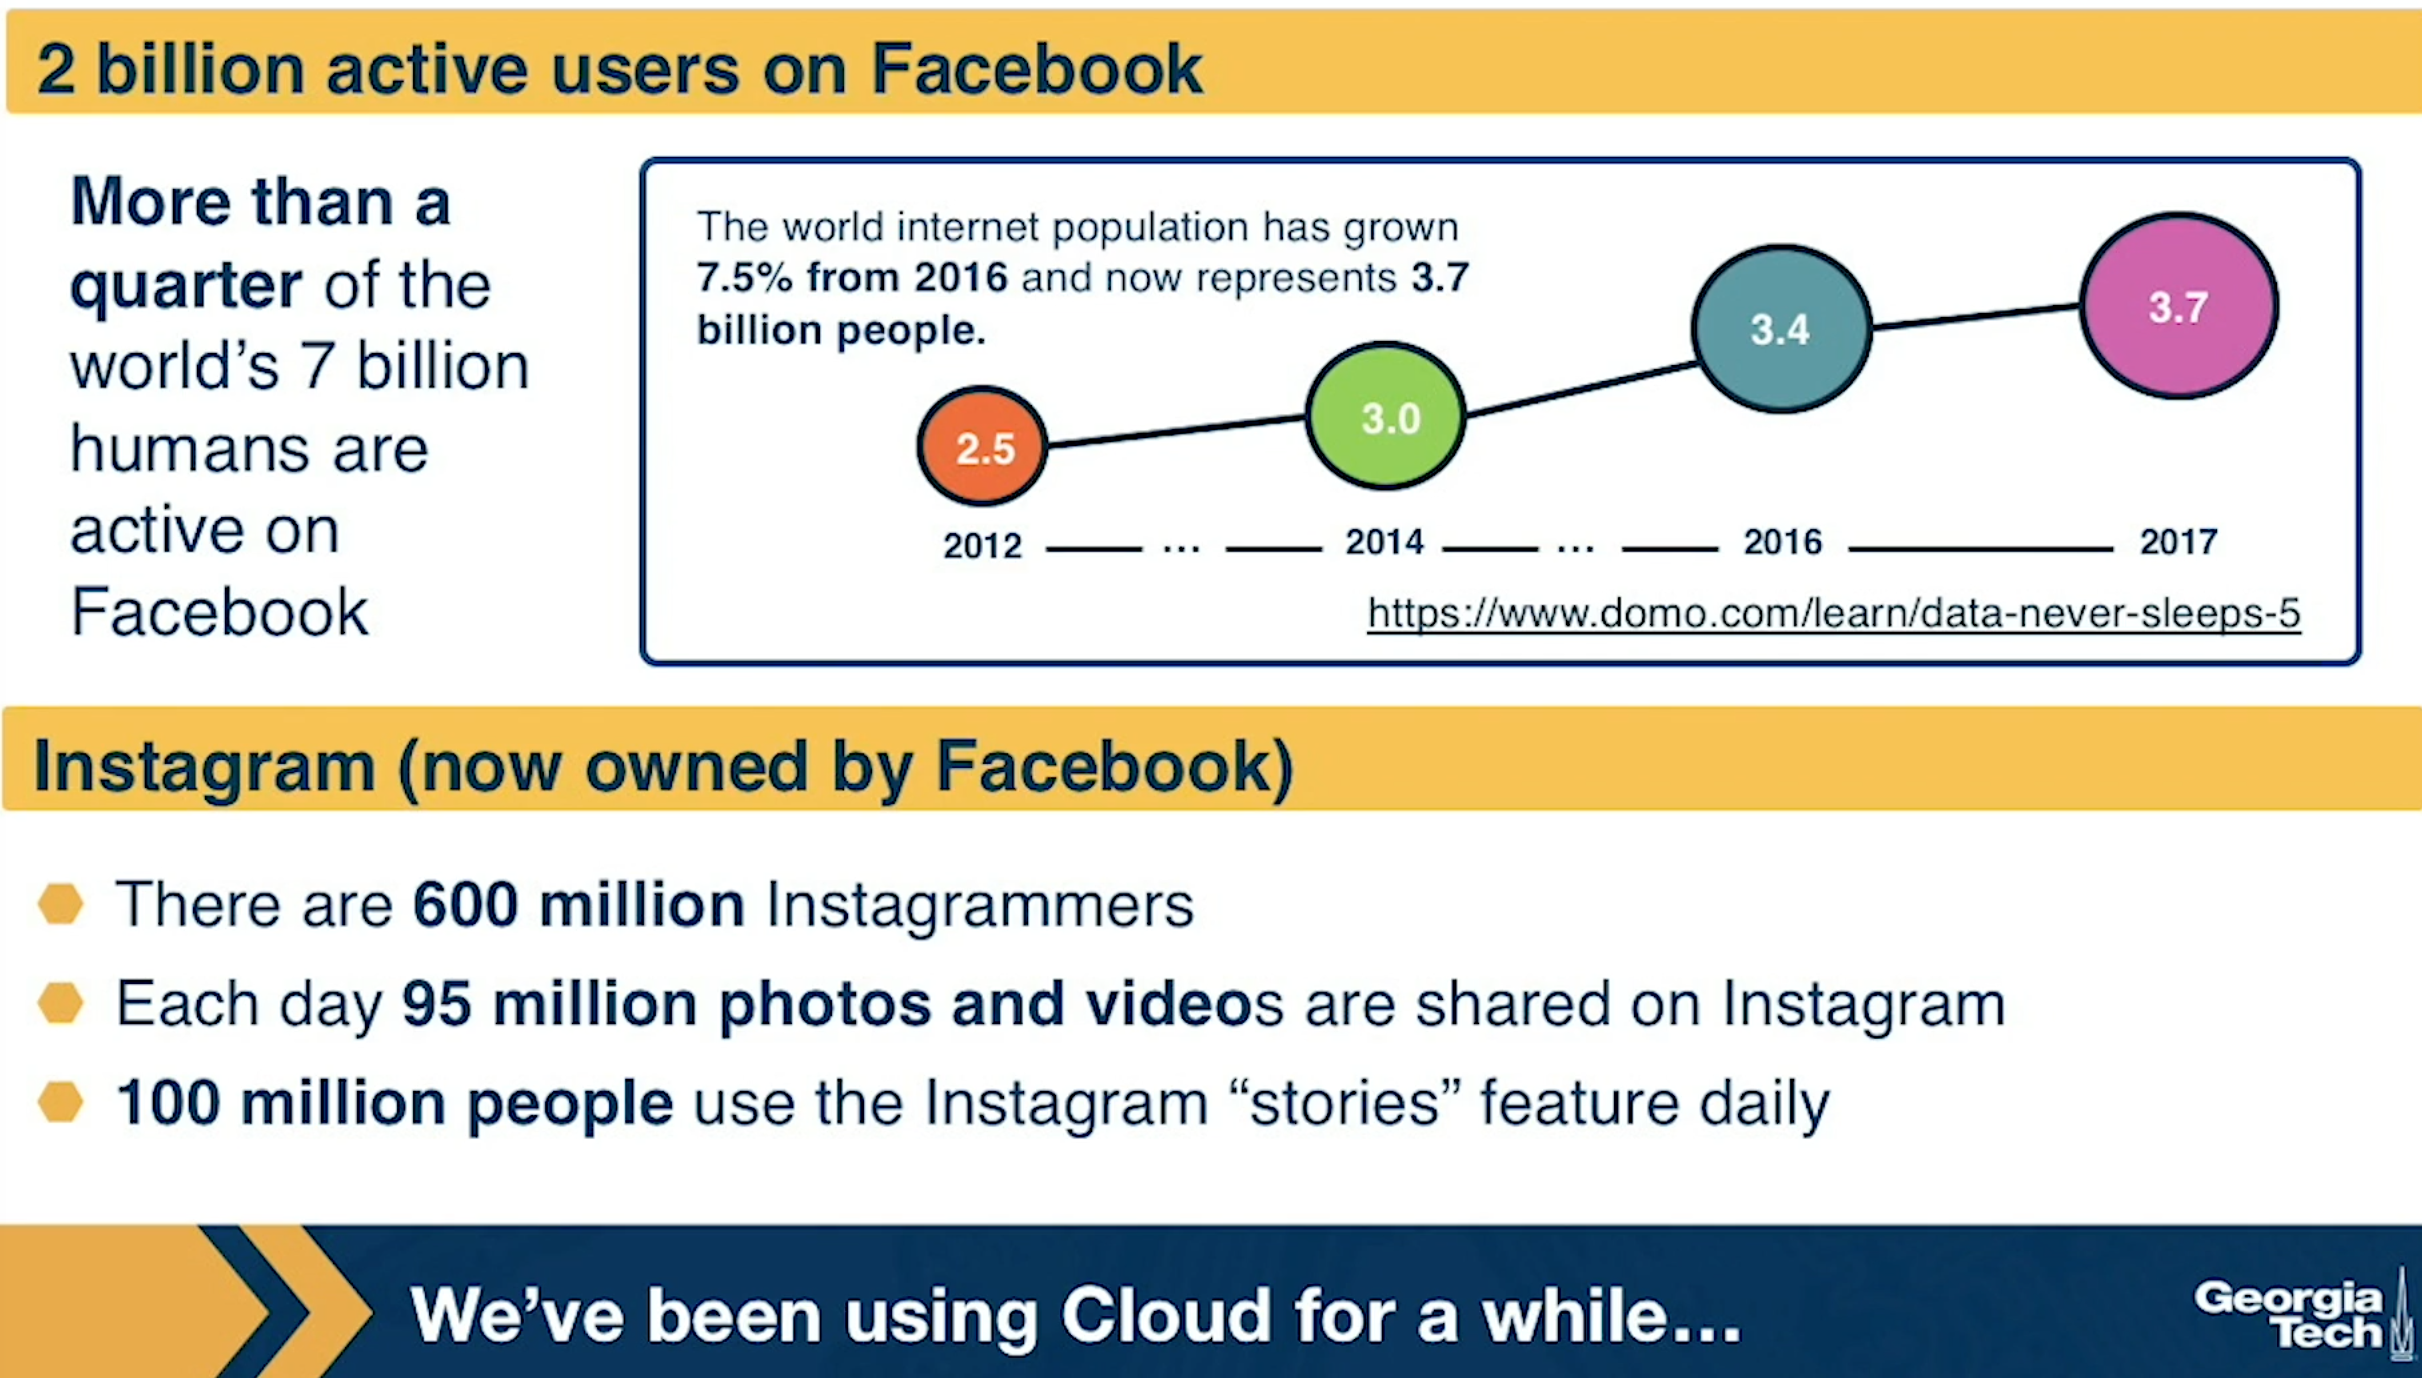 2 billion active users on Facebook
More than a
quarter of the
world's 7 billion
humans are
active on
Facebook
The world internet population has grown
7.5% from 2016 and now represents 3.7
billion people.
2.5
3.0
3.4
3.7
2012 ... 2014 ... 2016 2017
https://www.domo.com/learn/data-never-sleeps-5
Instagram (now owned by Facebook)
There are 600 million Instagrammers
Each day 95 million photos and videos are shared on Instagram
100 million people use the Instagram “stories” feature daily
We've been using Cloud for a while...
Georgia
Tech